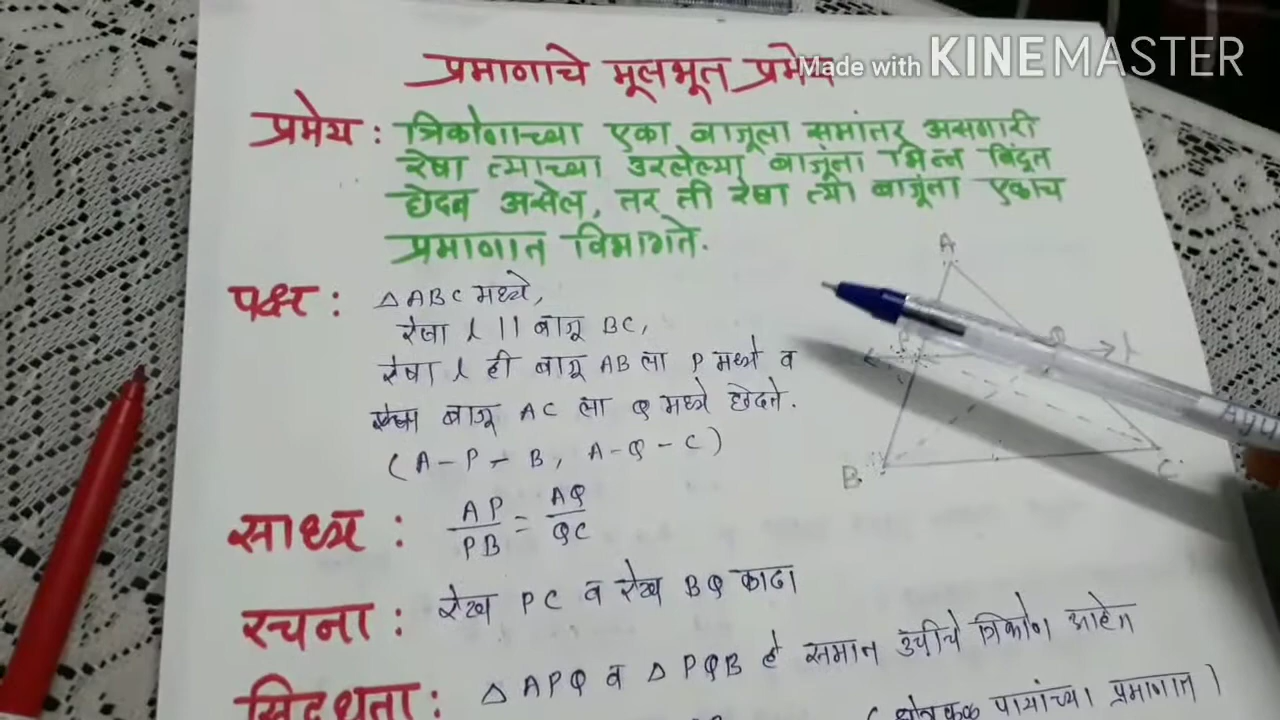 Made with KINEMASTER
प्रमाणाचे मूलभूत प्रमेय
प्रमेय : त्रिकोणाच्या एका बाजूला समांतर असणारी
रेषा त्याच्या उरलेल्या बाजूंना भिन्न बिंदूत
छेदत असेल, तर ती रेषा त्या बाजूंना एकाच
प्रमाणात विभागते.
पक्ष : △ABC मध्ये,
रेषा l || बाजू BC,
रेषा l ही बाजू AB ला P मध्ये व
बाजू AC ला Q मध्ये छेदते.
(A-P-B, A-Q-C)
साध्य : AP/PB = AQ/QC
रचना : रेख PC व रेख BQ काढा
सिद्धता : △APQ व △PQB हे समान उंचीचे त्रिकोण आहेत
(क्षेत्रफळ पायांच्या प्रमाणात)
A
P
Q
l
B
C